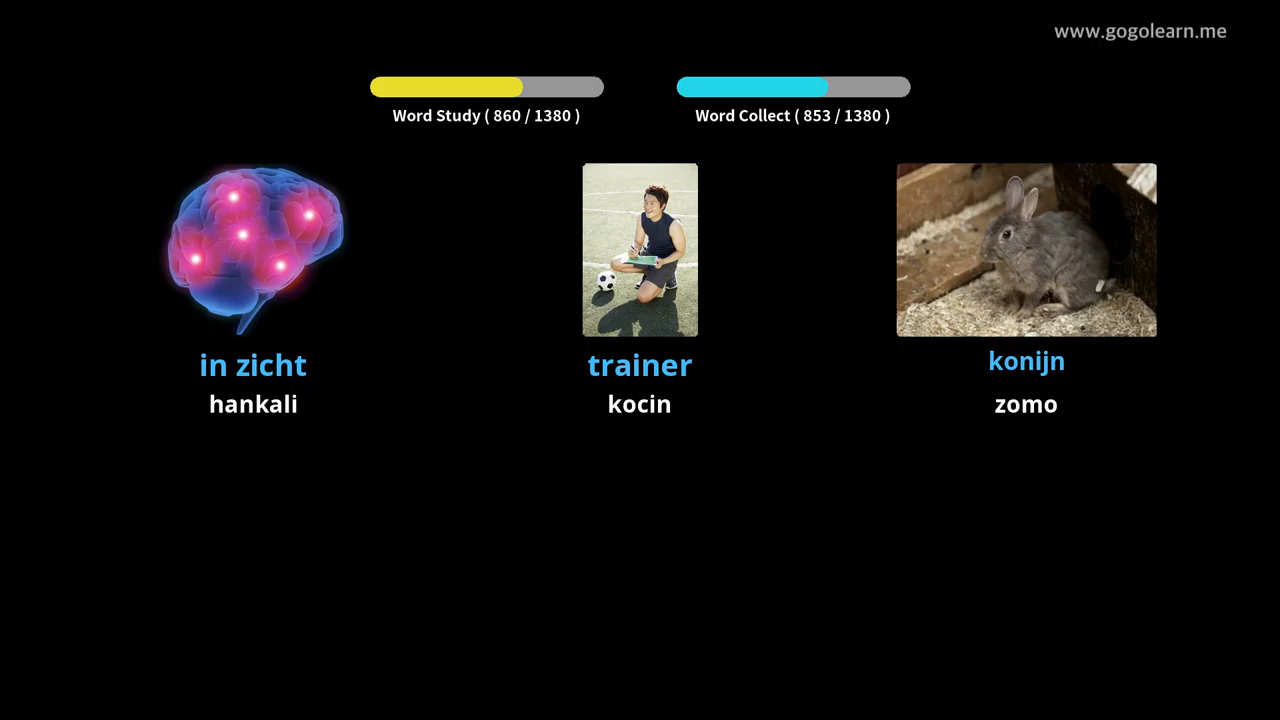 www.gogolearn.me
Word Study ( 860 / 1380 )
Word Collect ( 853 / 1380 )
in zicht
hankali
trainer
kocin
konijn
zomo